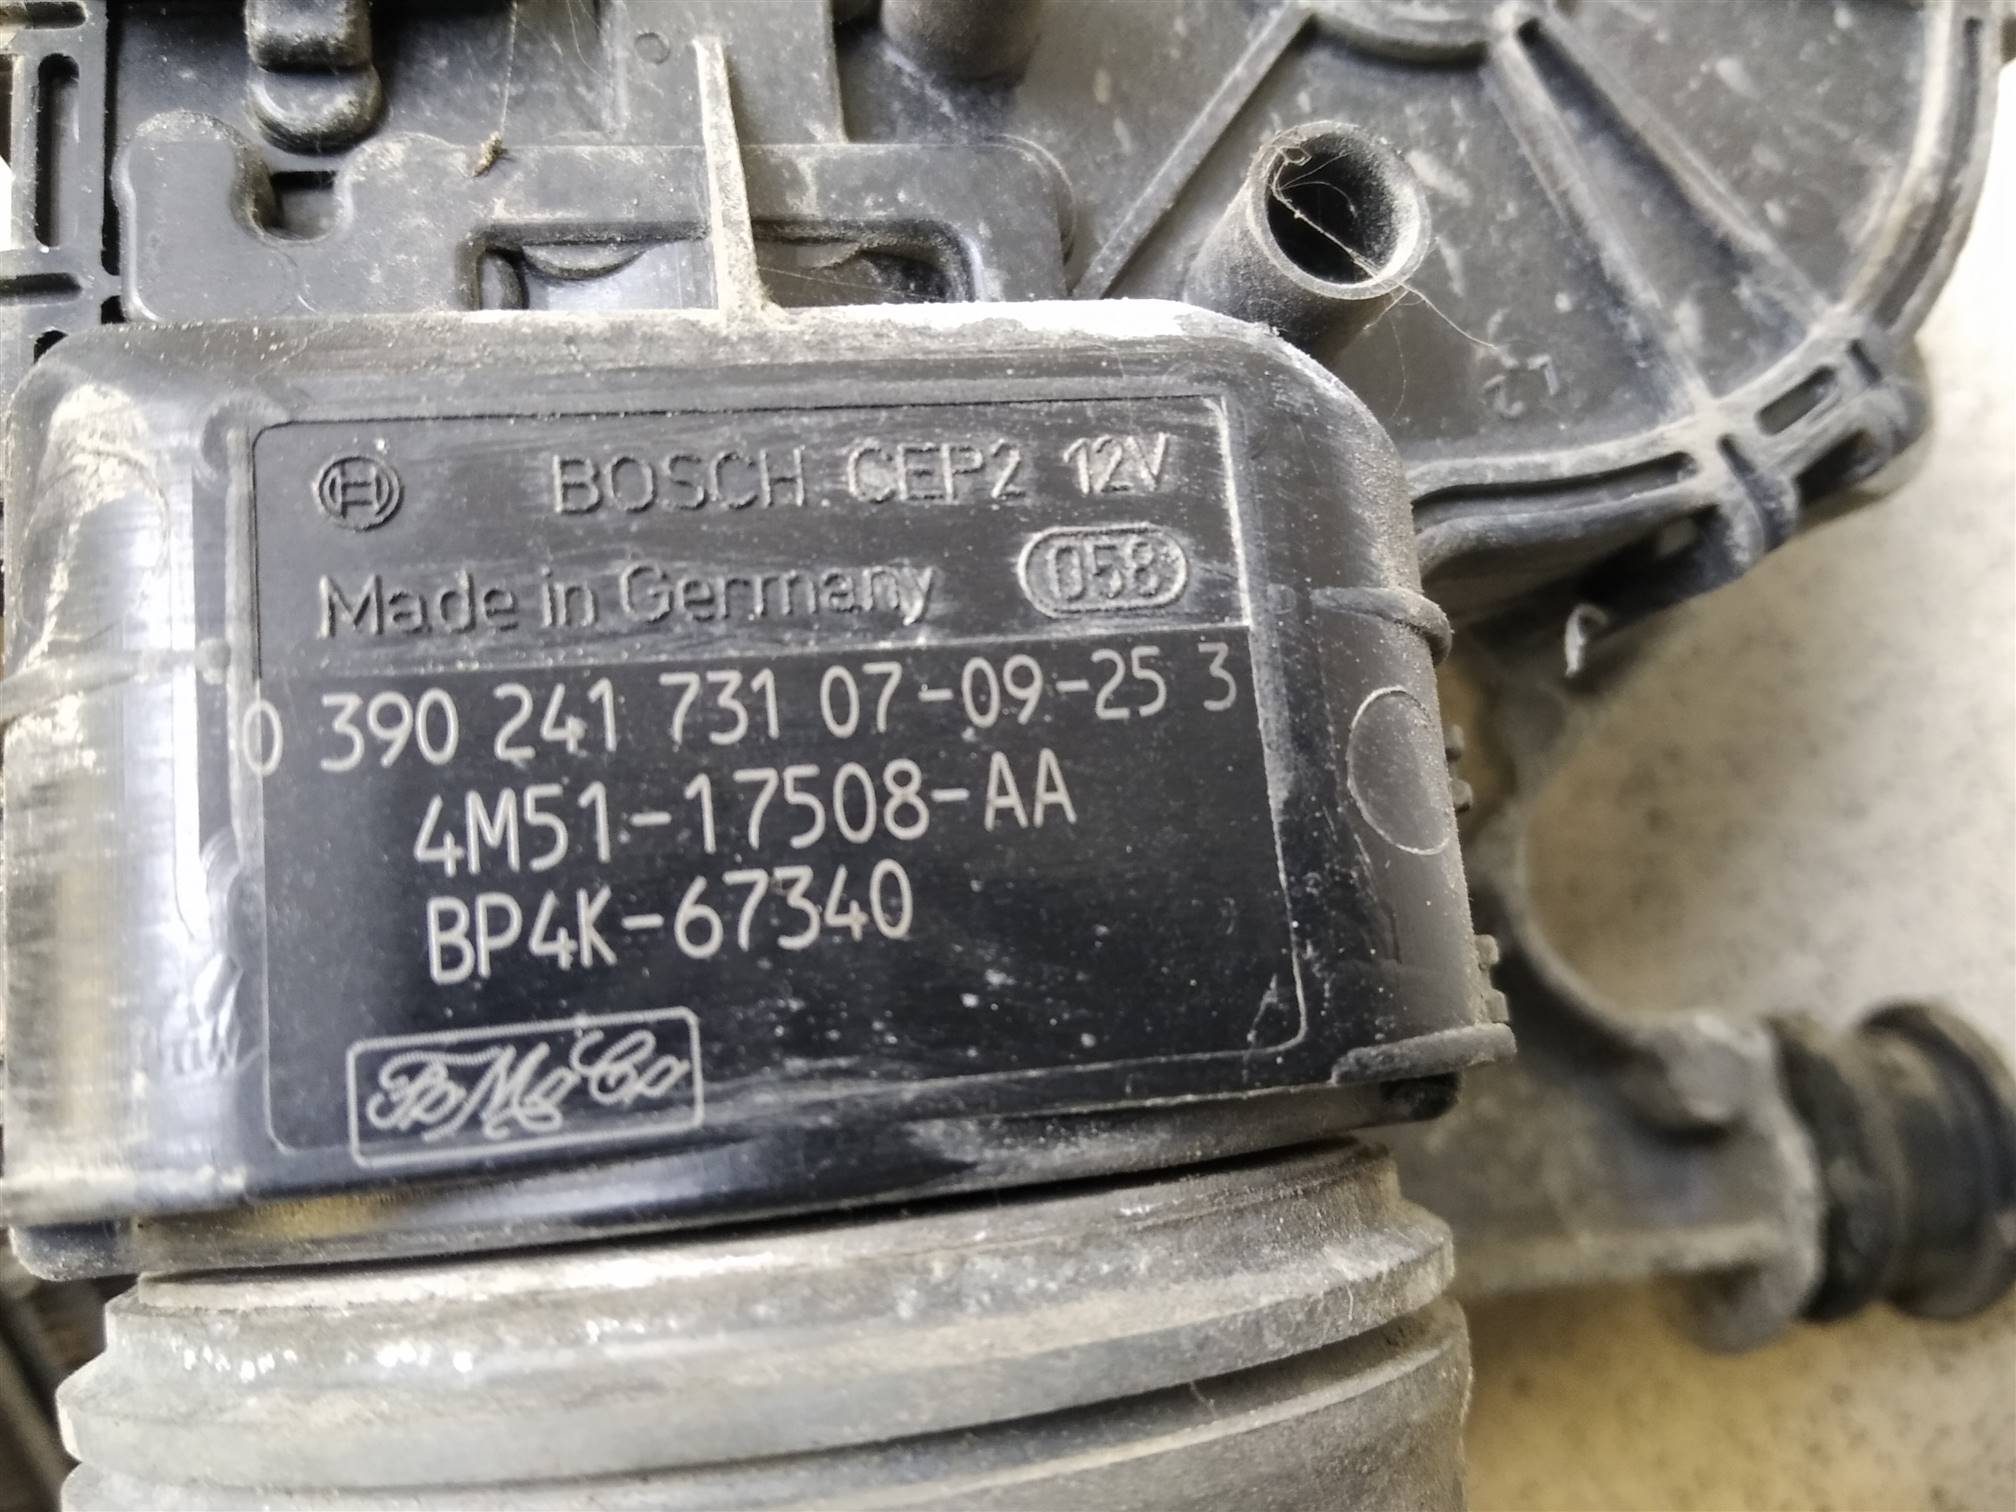 BOSCH CEP2 12V
Made in Germany 058
0 390 241 731 07-09-25 3
4M51-17508-AA
BP4K-67340
FoMoCo